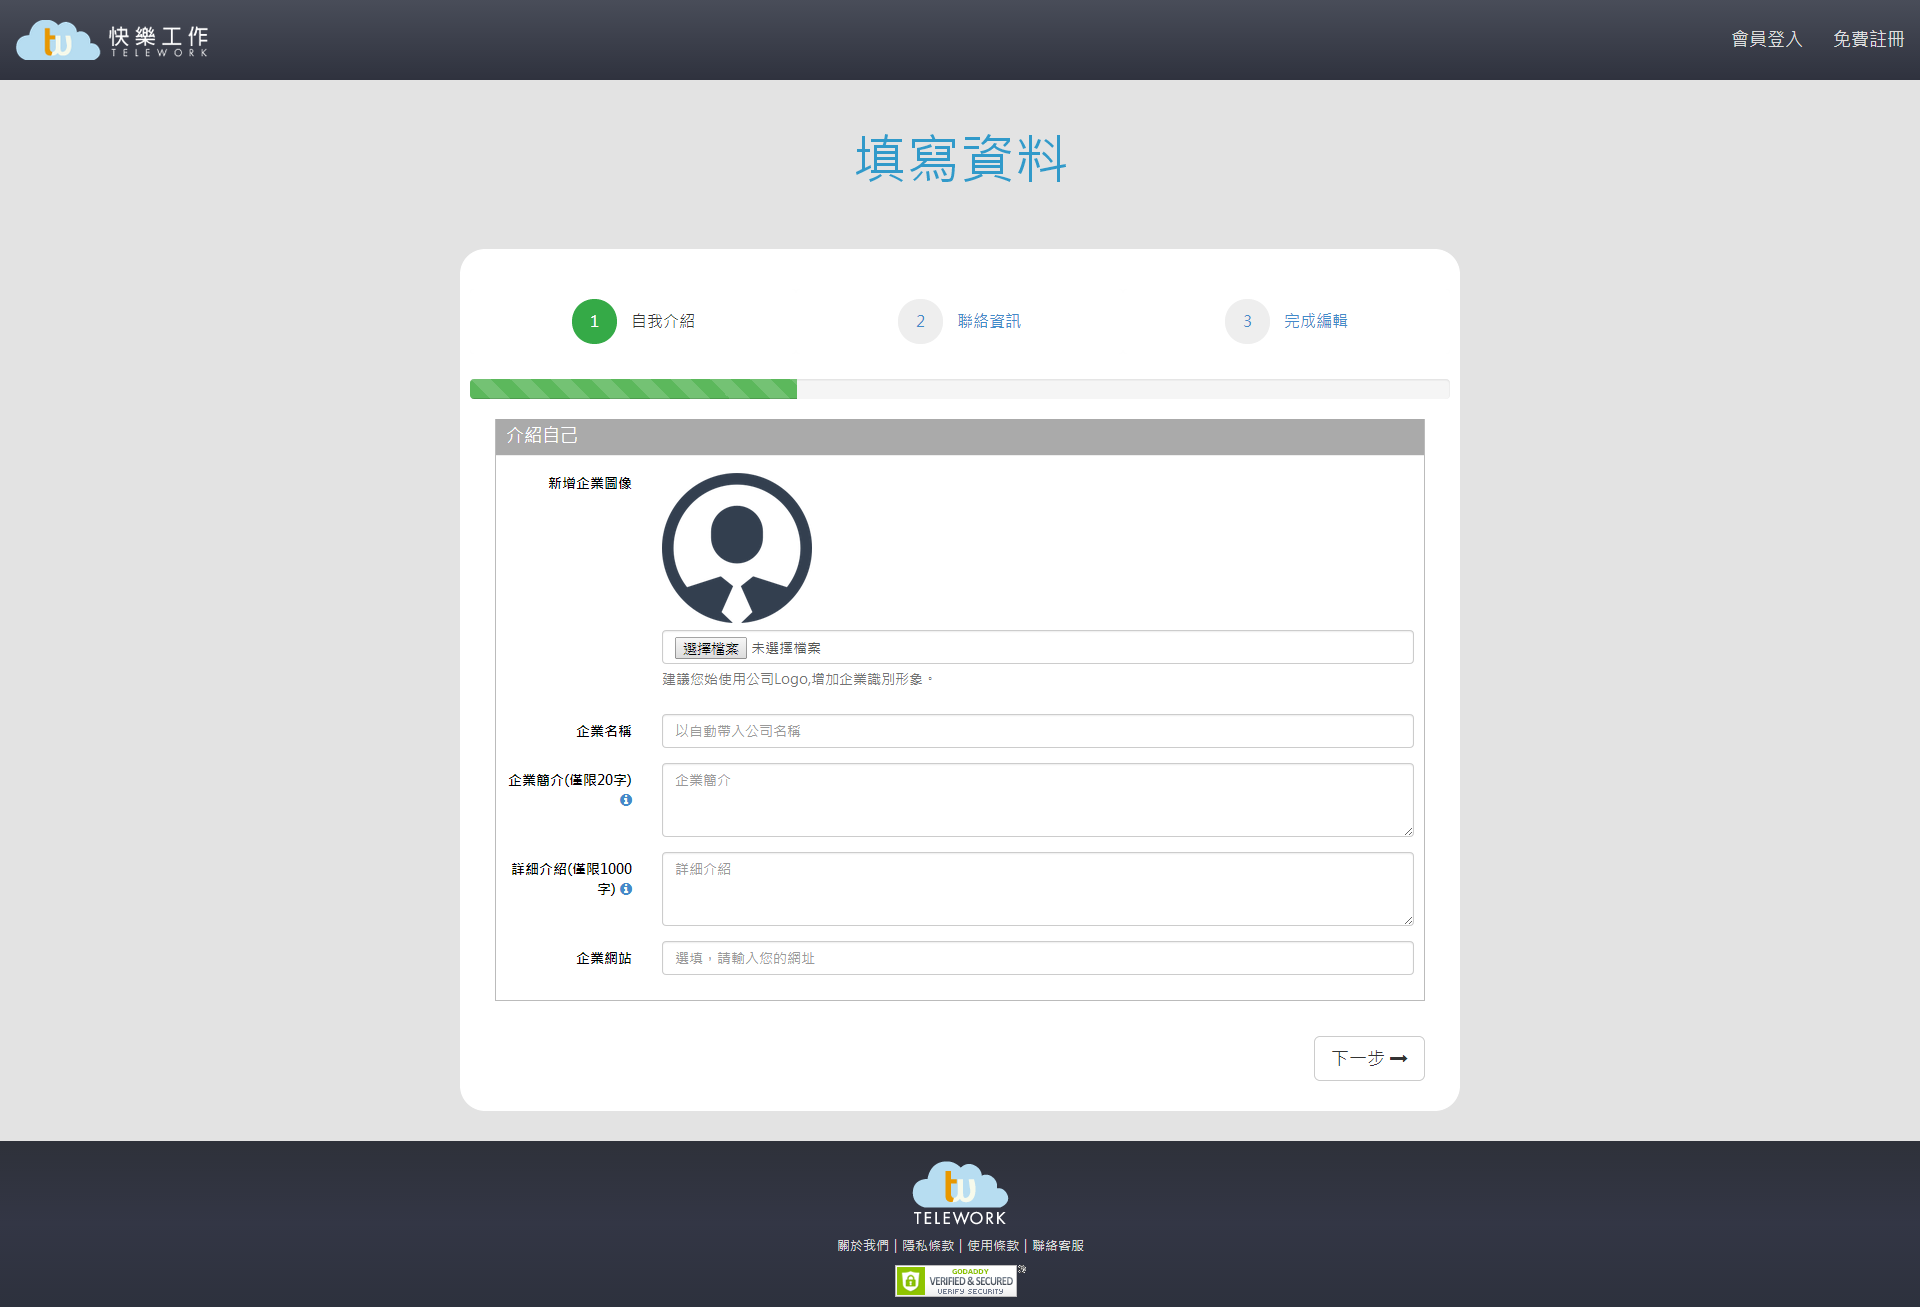 tw 快樂工作
TELEWORK
會員登入 免費註冊
填寫資料
1 自我介紹
2 聯絡資訊
3 完成編輯
介紹自己
新增企業圖像
選擇檔案 未選擇檔案
建議您始使用公司Logo,增加企業識別形象。
企業名稱 以自動帶入公司名稱
企業簡介(僅限20字) 企業簡介
詳細介紹(僅限1000
字) 詳細介紹
企業網站 選填，請輸入您的網址
下一步
tw
TELEWORK
關於我們 | 隱私條款 | 使用條款 | 聯絡客服
GODADDY
VERIFIED & SECURED
VERIFY SECURITY